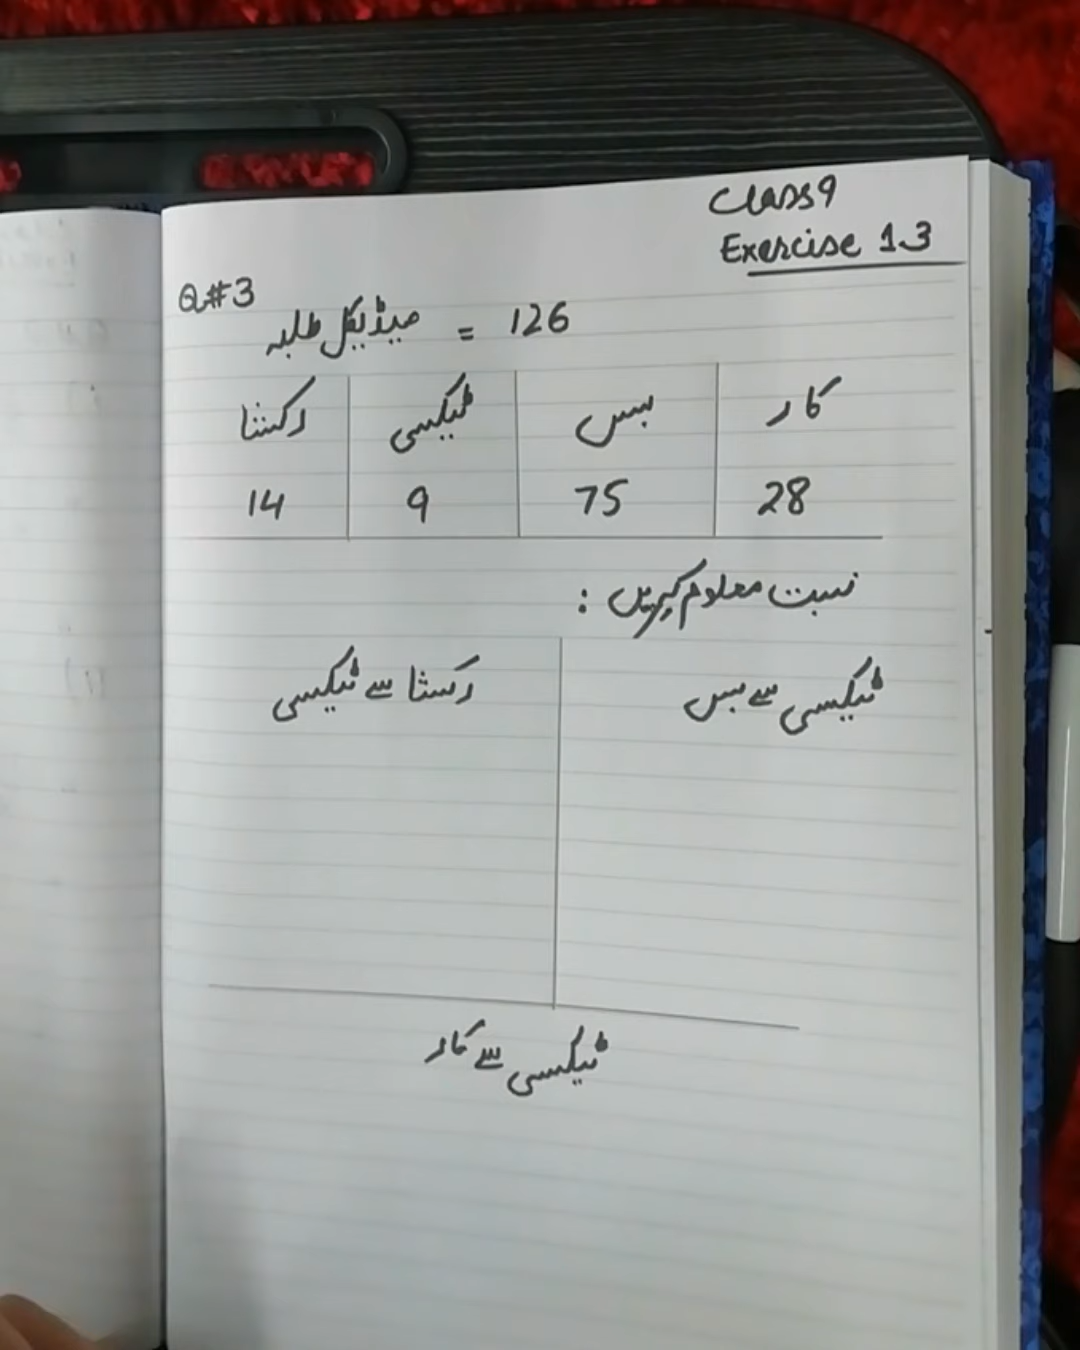 Class 9
Exercise 1.3
Q#3
میڈیکل طلبہ = 126
کار بس ٹیکسی رکشا
28 75 9 14
نسبت معلوم کریں :
ٹیکسی سے بس
رکشا سے ٹیکسی
ٹیکسی سے کار